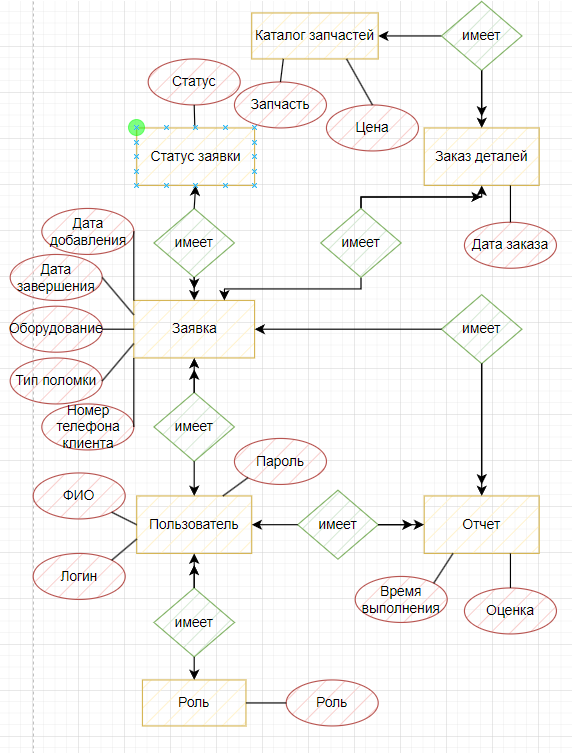 Каталог запчастей
имеет
Статус
Запчасть
Цена
Статус заявки
Заказ деталей
Дата
добавления
имеет
имеет
Дата заказа
Дата
завершения
Оборудование
Заявка
имеет
Тип поломки
Номер
телефона
клиента
имеет
Пароль
ФИО
Пользователь
имеет
Отчет
Логин
Время
выполнения
Оценка
имеет
Роль
Роль